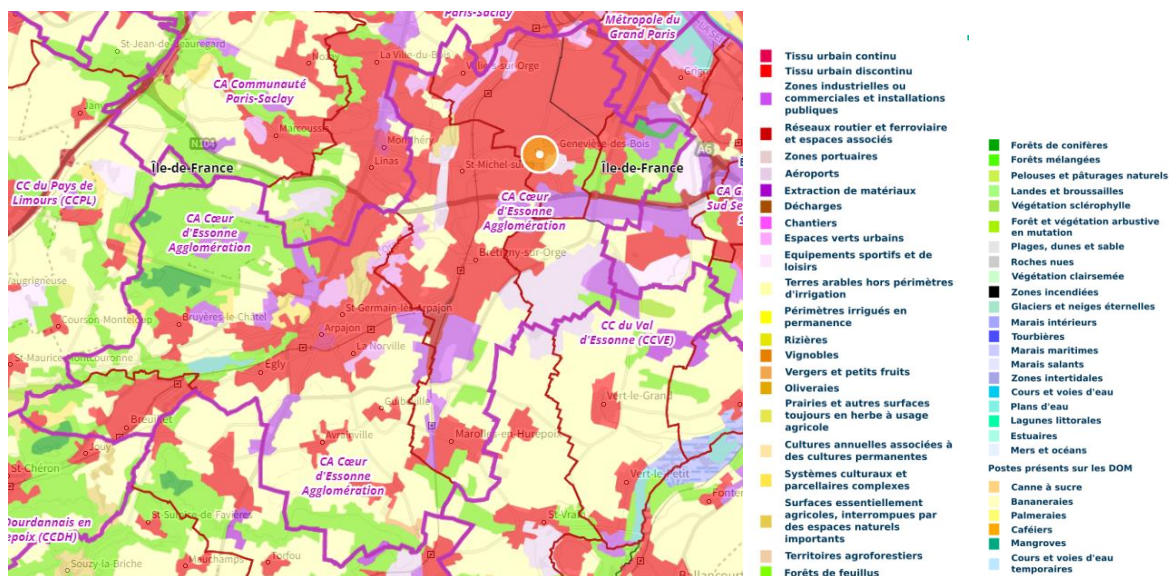 Paris-Saclay
Métropole du
Grand Paris
St-Jean-de-Beauregard
La Ville-du-Bois
Villiers-sur-Orge
Grigny
CA Communauté
Paris-Saclay
Marcoussis
N104
Île-de-France
Montlhéry
Linas
St-Michel-sur
Geneviève-des-Bois
Île-de-France
A6
CC du Pays de
Limours (CCPL)
CA Cœur
d'Essonne
Agglomération
CA Cœur
d'Essonne
Agglomération
Brétigny-sur-Orge
Vaugrigneuse
Courson-Monteloup
Bruyères-le-Châtel
St-Germain-lès-Arpajon
Arpajon
La Norville
CC du Val
d'Essonne (CCVE)
St-Maurice-Montcouronne
Égly
Guibeville
Vert-le-Grand
Breuillet
Avrainville
Marolles-en-Hurepoix
St-Chéron
Jouy
CA Cœur
d'Essonne
Agglomération
Vert-le-Petit
St-Sulpice-de-Favières
St-Vrain
Dourdannais en
epoix (CCDH)
Mauchamps
Torfou
Souzy-la-Briche
Ballancourt
Tissu urbain continu
Tissu urbain discontinu
Zones industrielles ou
commerciales et installations
publiques
Réseaux routier et ferroviaire
et espaces associés
Zones portuaires
Aéroports
Extraction de matériaux
Décharges
Chantiers
Espaces verts urbains
Equipements sportifs et de
loisirs
Terres arables hors périmètres
d'irrigation
Périmètres irrigués en
permanence
Rizières
Vignobles
Vergers et petits fruits
Oliveraies
Prairies et autres surfaces
toujours en herbe à usage
agricole
Cultures annuelles associées à
des cultures permanentes
Systèmes culturaux et
parcellaires complexes
Surfaces essentiellement
agricoles, interrompues par
des espaces naturels
importants
Territoires agroforestiers
Forêts de feuillus
Forêts de conifères
Forêts mélangées
Pelouses et pâturages naturels
Landes et broussailles
Végétation sclérophylle
Forêt et végétation arbustive
en mutation
Plages, dunes et sable
Roches nues
Végétation clairsemée
Zones incendiées
Glaciers et neiges éternelles
Marais intérieurs
Tourbières
Marais maritimes
Marais salants
Zones intertidales
Cours et voies d'eau
Plans d'eau
Lagunes littorales
Estuaires
Mers et océans
Postes présents sur les DOM
Canne à sucre
Bananeraies
Palmeraies
Caféiers
Mangroves
Cours et voies d'eau
temporaires